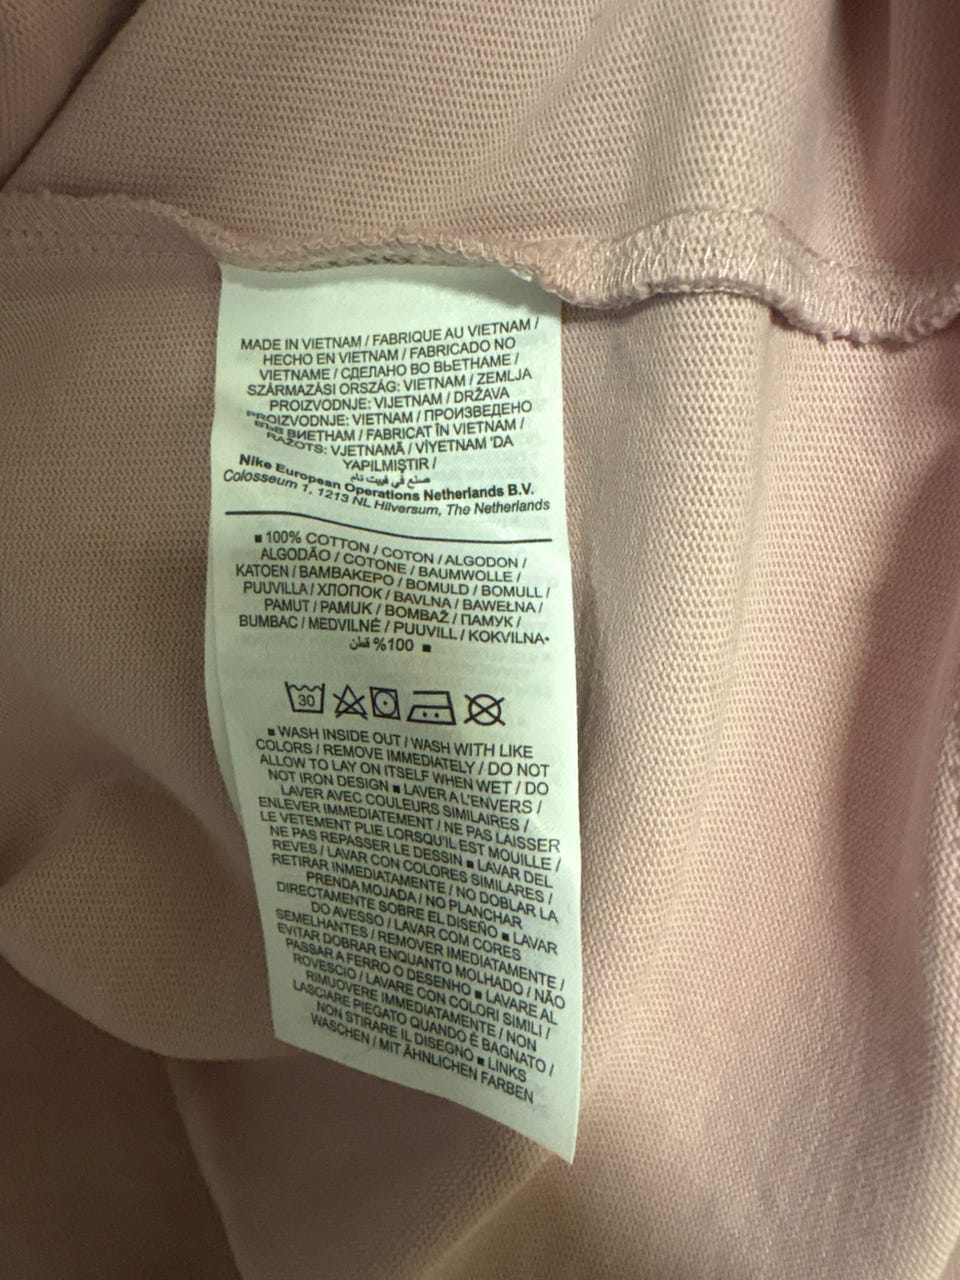 MADE IN VIETNAM / FABRIQUE AU VIETNAM /
HECHO EN VIETNAM / FABRICADO NO
VIETNAME / СДЕЛАНО ВО ВЬЕТНАМЕ /
SZÁRMAZÁSI ORSZÁG: VIETNAM / ZEMLJA
PROIZVODNJE: VIJETNAM / DRŽAVA
PROIZVODNJE: VIETNAM / ПРОИЗВЕДЕНО
ВЪВ ВИЕТНАМ / FABRICAT ÎN VIETNAM /
RAŽOTS: VJETNAMĀ / VİYETNAM 'DA
YAPILMIŞTIR /
صنع في فييت نام
Nike European Operations Netherlands B.V.
Colosseum 1, 1213 NL Hilversum, The Netherlands
■ 100% COTTON / COTON / ALGODON /
ALGODÃO / COTONE / BAUMWOLLE /
KATOEN / ΒΑΜΒΑΚΕΡΟ / BOMULD / BOMULL /
PUUVILLA / ХЛОПОК / BAVLNA / BAWEŁNA /
PAMUT / PAMUK / BOMBAŽ / ПАМУК /
BUMBAC / MEDVILNĖ / PUUVILL / KOKVILNA•
100% قطن ■
30
■ WASH INSIDE OUT / WASH WITH LIKE
COLORS / REMOVE IMMEDIATELY / DO NOT
ALLOW TO LAY ON ITSELF WHEN WET / DO
NOT IRON DESIGN ■ LAVER A L'ENVERS /
LAVER AVEC COULEURS SIMILAIRES /
ENLEVER IMMEDIATEMENT / NE PAS LAISSER
LE VETEMENT PLIE LORSQU'IL EST MOUILLE /
NE PAS REPASSER LE DESSIN ■ LAVAR DEL
REVES / LAVAR CON COLORES SIMILARES /
RETIRAR INMEDIATAMENTE / NO DOBLAR LA
PRENDA MOJADA / NO PLANCHAR
DIRECTAMENTE SOBRE EL DISEÑO ■ LAVAR
DO AVESSO / LAVAR COM CORES
SEMELHANTES / REMOVER IMEDIATAMENTE /
EVITAR DOBRAR ENQUANTO MOLHADO / NÃO
PASSAR A FERRO O DESENHO ■ LAVARE AL
ROVESCIO / LAVARE CON COLORI SIMILI /
RIMUOVERE IMMEDIATAMENTE / NON
LASCIARE PIEGATO QUANDO È BAGNATO /
NON STIRARE IL DISEGNO ■ LINKS
WASCHEN / MIT ÄHNLICHEN FARBEN